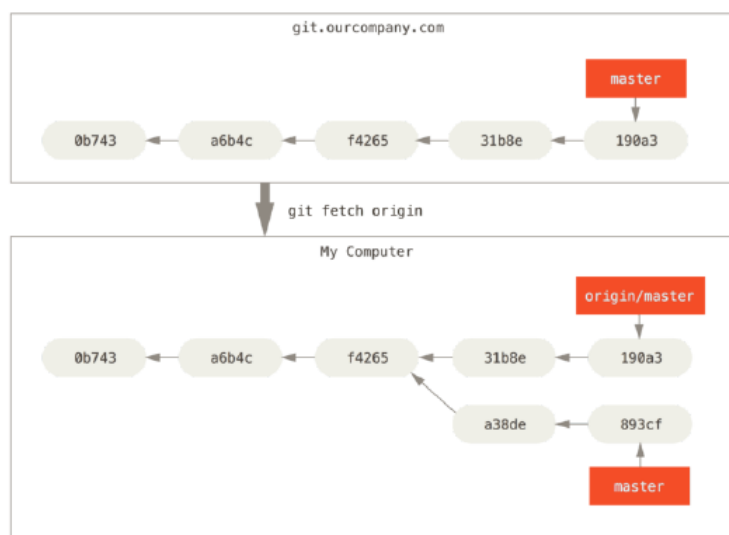 git.ourcompany.com
master
0b743 a6b4c f4265 31b8e 190a3
git fetch origin
My Computer
origin/master
0b743 a6b4c f4265 31b8e 190a3
a38de 893cf
master